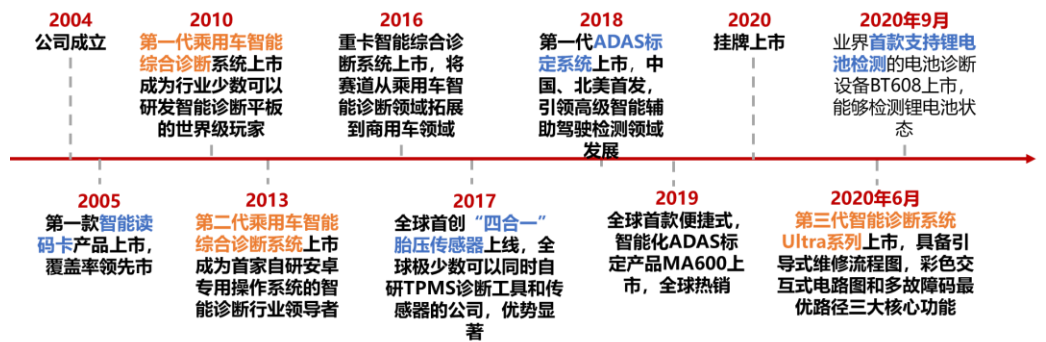 2004
公司成立
2010
第一代乘用车智能
综合诊断系统上市
成为行业少数可以
研发智能诊断平板
的世界级玩家
2016
重卡智能综合诊
断系统上市，将
赛道从乘用车智
能诊断领域拓展
到商用车领域
2018
第一代ADAS标
定系统上市，中
国、北美首发，
引领高级智能辅
助驾驶检测领域
发展
2020
挂牌上市
2020年9月
业界首款支持锂电
池检测的电池诊断
设备BT608上市，
能够检测锂电池状
态
2005
第一款智能读
码卡产品上市，
覆盖率领先市
2013
第二代乘用车智能
综合诊断系统上市
成为首家自研安卓
专用操作系统的智
能诊断行业领导者
2017
全球首创“四合一”
胎压传感器上线，全
球极少数可以同时自
研TPMS诊断工具和传
感器的公司，优势显
著
2019
全球首款便捷式，
智能化ADAS标
定产品MA600上
市，全球热销
2020年6月
第三代智能诊断系统
Ultra系列上市，具备引
导式维修流程图，彩色交
互式电路图和多故障码最
优路径三大核心功能